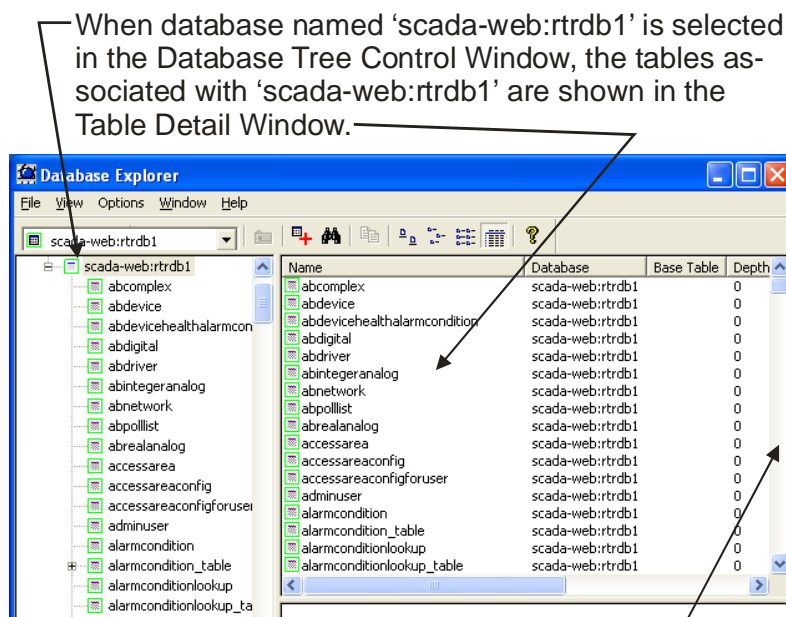 When database named ‘scada-web:rtrdb1’ is selected
in the Database Tree Control Window, the tables as-
sociated with ‘scada-web:rtrdb1’ are shown in the
Table Detail Window.
Database Explorer
File View Options Window Help
scada-web:rtrdb1
scada-web:rtrdb1
abcomplex
abdevice
abdevicehealthalarmcon
abdigital
abdriver
abintegeranalog
abnetwork
abpolllist
abrealanalog
accessarea
accessareaconfig
accessareaconfigforuser
adminuser
alarmcondition
alarmcondition_table
alarmconditionlookup
alarmconditionlookup_ta
Name Database Base Table Depth
abcomplex scada-web:rtrdb1 0
abdevice scada-web:rtrdb1 0
abdevicehealthalarmcondition scada-web:rtrdb1 0
abdigital scada-web:rtrdb1 0
abdriver scada-web:rtrdb1 0
abintegeranalog scada-web:rtrdb1 0
abnetwork scada-web:rtrdb1 0
abpolllist scada-web:rtrdb1 0
abrealanalog scada-web:rtrdb1 0
accessarea scada-web:rtrdb1 0
accessareaconfig scada-web:rtrdb1 0
accessareaconfigforuser scada-web:rtrdb1 0
adminuser scada-web:rtrdb1 0
alarmcondition scada-web:rtrdb1 0
alarmcondition_table scada-web:rtrdb1 0
alarmconditionlookup scada-web:rtrdb1 0
alarmconditionlookup_table scada-web:rtrdb1 0